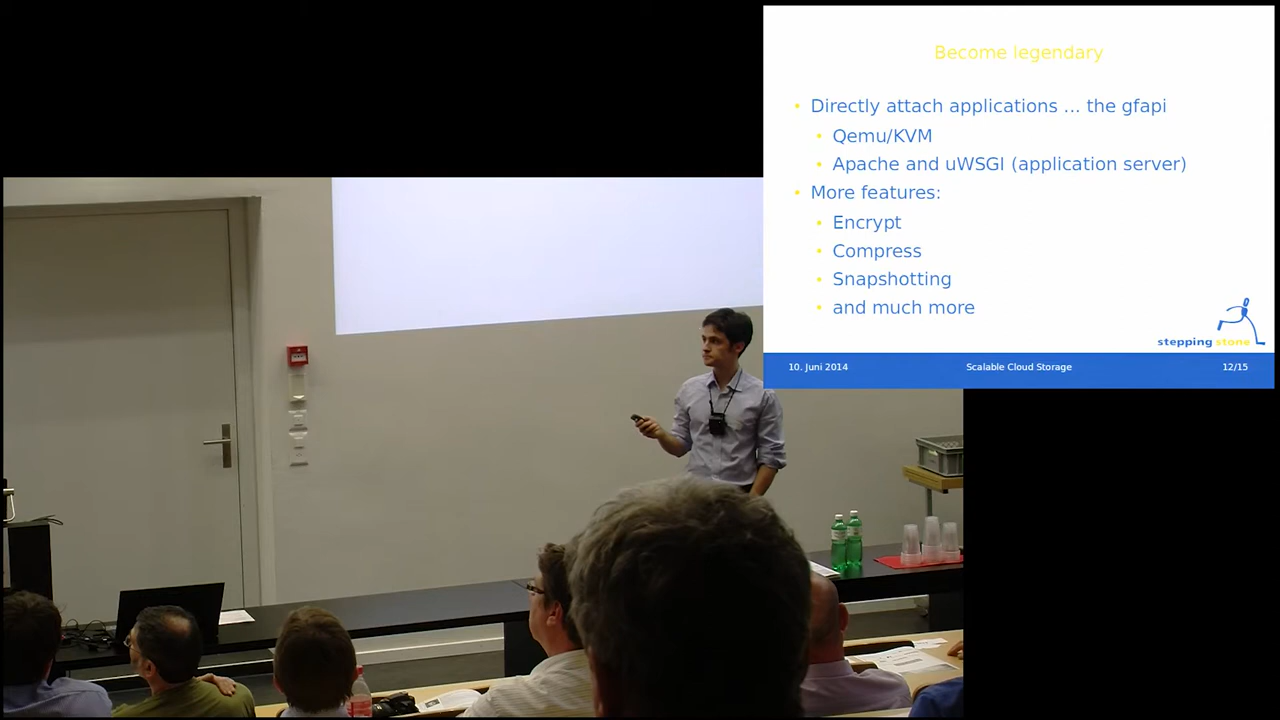 Become legendary
Directly attach applications ... the gfapi
Qemu/KVM
Apache and uWSGI (application server)
More features:
Encrypt
Compress
Snapshotting
and much more
stepping stone
10. Juni 2014 Scalable Cloud Storage 12/15